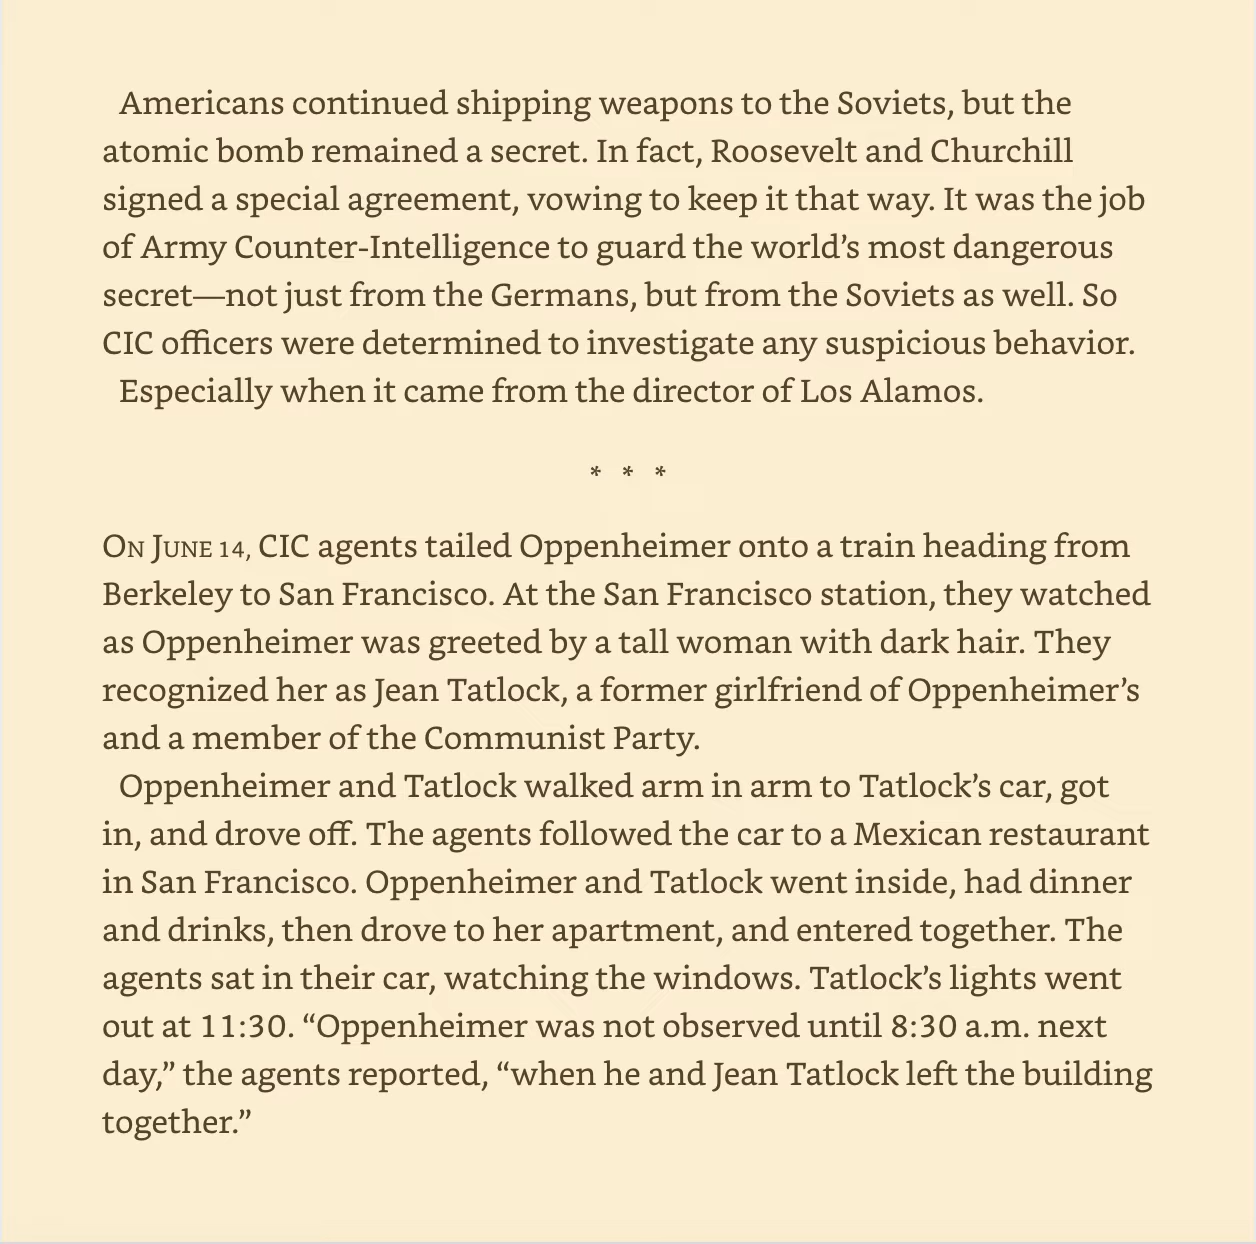 Americans continued shipping weapons to the Soviets, but the
atomic bomb remained a secret. In fact, Roosevelt and Churchill
signed a special agreement, vowing to keep it that way. It was the job
of Army Counter-Intelligence to guard the world’s most dangerous
secret—not just from the Germans, but from the Soviets as well. So
CIC officers were determined to investigate any suspicious behavior.
Especially when it came from the director of Los Alamos.
* * *
On June 14, CIC agents tailed Oppenheimer onto a train heading from
Berkeley to San Francisco. At the San Francisco station, they watched
as Oppenheimer was greeted by a tall woman with dark hair. They
recognized her as Jean Tatlock, a former girlfriend of Oppenheimer’s
and a member of the Communist Party.
Oppenheimer and Tatlock walked arm in arm to Tatlock’s car, got
in, and drove off. The agents followed the car to a Mexican restaurant
in San Francisco. Oppenheimer and Tatlock went inside, had dinner
and drinks, then drove to her apartment, and entered together. The
agents sat in their car, watching the windows. Tatlock’s lights went
out at 11:30. “Oppenheimer was not observed until 8:30 a.m. next
day,” the agents reported, “when he and Jean Tatlock left the building
together.”